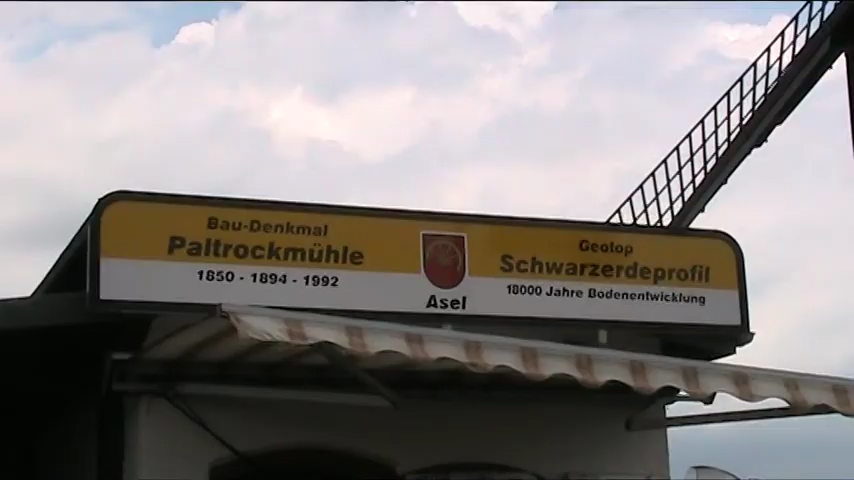 Bau-Denkmal
Paltrockmühle
1850 - 1894 - 1992
Asel
Geotop
Schwarzerdeprofil
18000 Jahre Bodenentwicklung